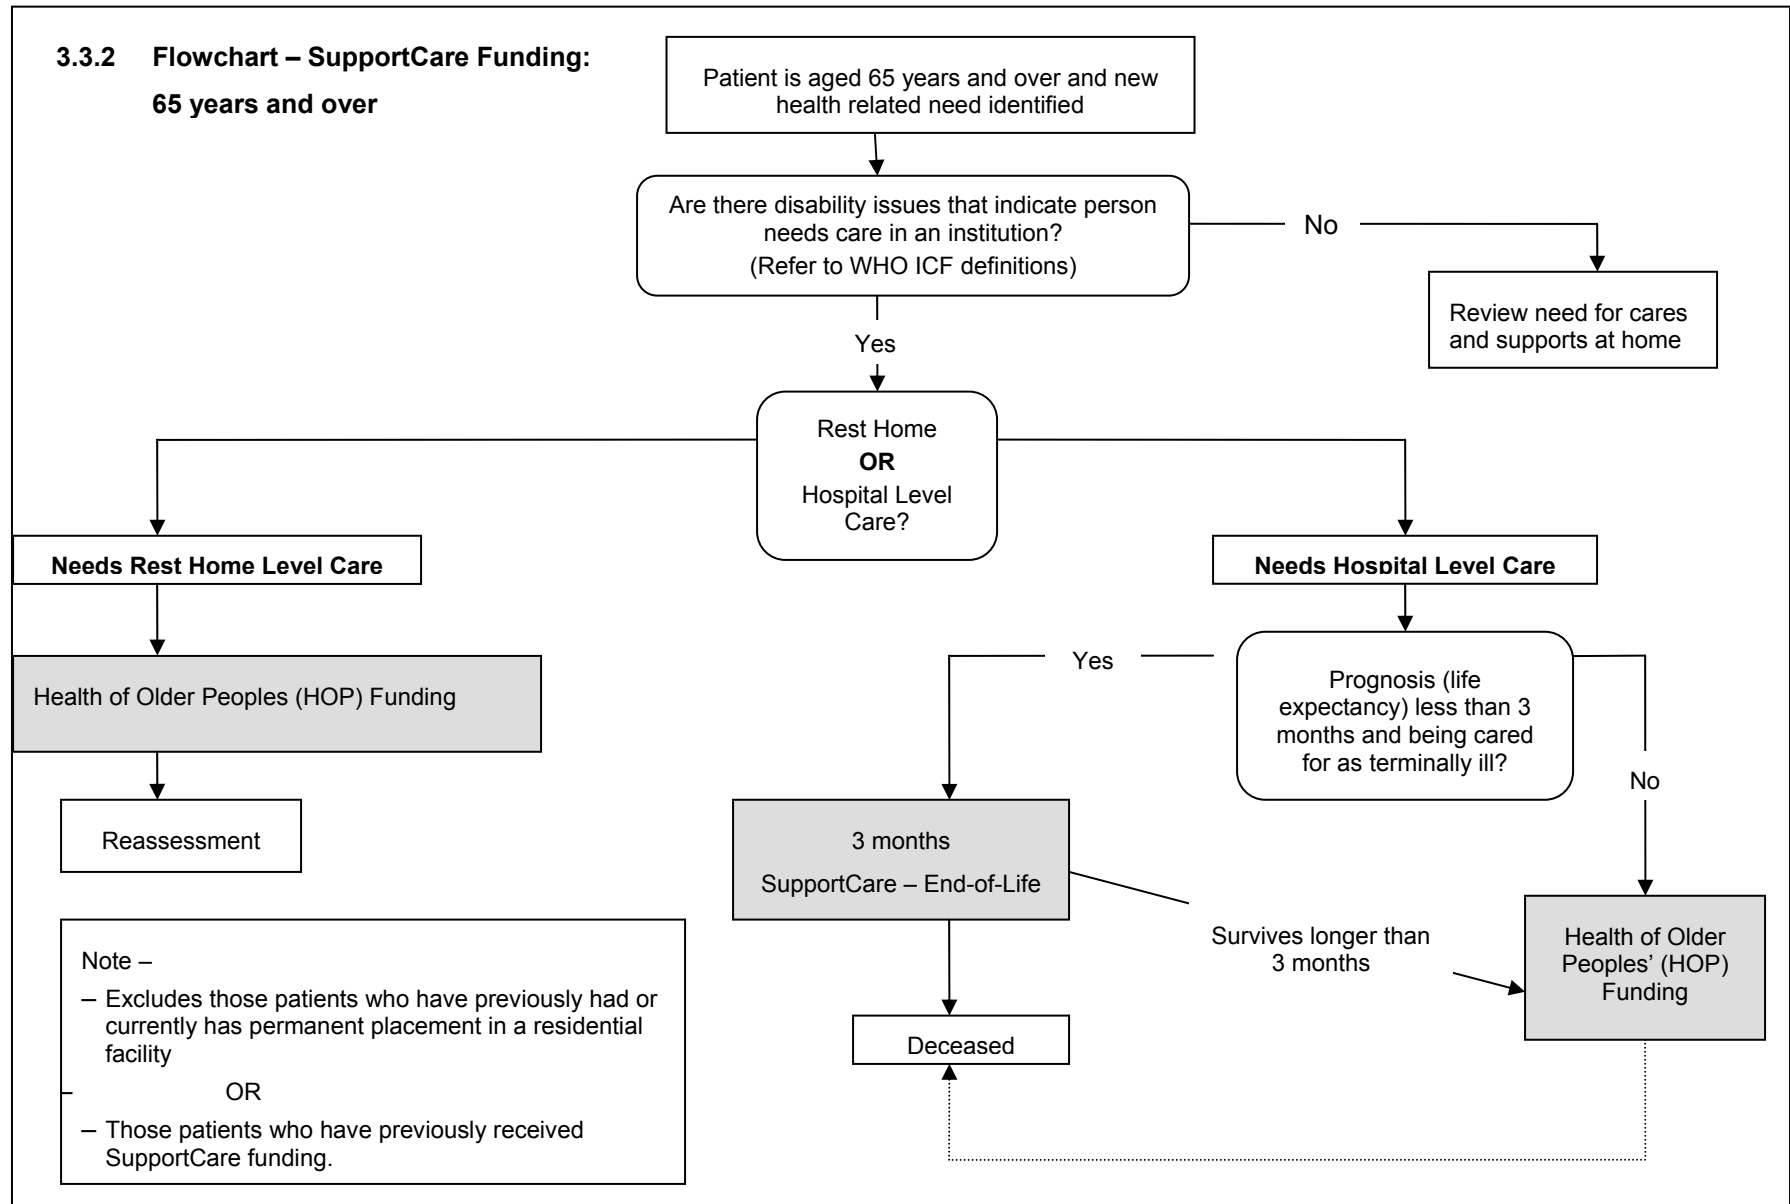 3.3.2 Flowchart – SupportCare Funding:
65 years and over
Patient is aged 65 years and over and new
health related need identified
Are there disability issues that indicate person
needs care in an institution?
(Refer to WHO ICF definitions)
No
Review need for cares
and supports at home
Yes
Rest Home
OR
Hospital Level
Care?
Needs Rest Home Level Care
Needs Hospital Level Care
Health of Older Peoples (HOP) Funding
Reassessment
Yes
Prognosis (life
expectancy) less than 3
months and being cared
for as terminally ill?
No
3 months
SupportCare – End-of-Life
Survives longer than
3 months
Health of Older
Peoples’ (HOP)
Funding
Deceased
Note –
– Excludes those patients who have previously had or
currently has permanent placement in a residential
facility
– OR
– Those patients who have previously received
SupportCare funding.